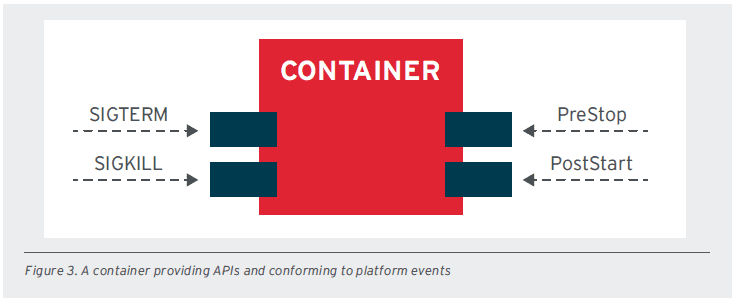 CONTAINER
SIGTERM
PreStop
SIGKILL
PostStart
Figure 3. A container providing APIs and conforming to platform events